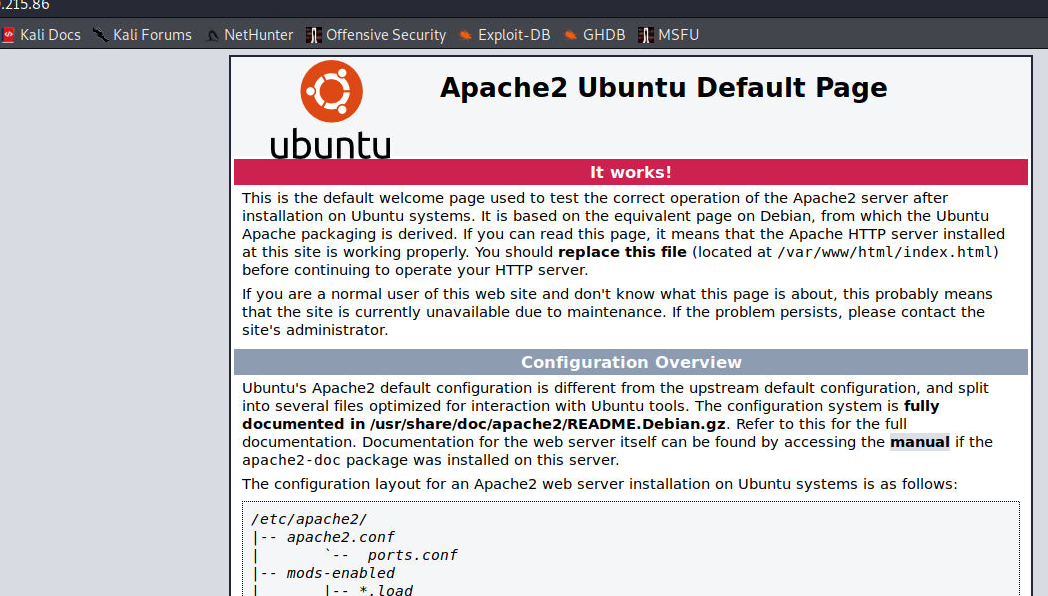 .215.86
Kali Docs Kali Forums NetHunter Offensive Security Exploit-DB GHDB MSFU
ubuntu
Apache2 Ubuntu Default Page
It works!
This is the default welcome page used to test the correct operation of the Apache2 server after
installation on Ubuntu systems. It is based on the equivalent page on Debian, from which the Ubuntu
Apache packaging is derived. If you can read this page, it means that the Apache HTTP server installed
at this site is working properly. You should replace this file (located at /var/www/html/index.html)
before continuing to operate your HTTP server.
If you are a normal user of this web site and don't know what this page is about, this probably means
that the site is currently unavailable due to maintenance. If the problem persists, please contact the
site's administrator.
Configuration Overview
Ubuntu's Apache2 default configuration is different from the upstream default configuration, and split
into several files optimized for interaction with Ubuntu tools. The configuration system is fully
documented in /usr/share/doc/apache2/README.Debian.gz. Refer to this for the full
documentation. Documentation for the web server itself can be found by accessing the manual if the
apache2-doc package was installed on this server.
The configuration layout for an Apache2 web server installation on Ubuntu systems is as follows:
/etc/apache2/
|-- apache2.conf
|       `--  ports.conf
|-- mods-enabled
|       |-- *.load